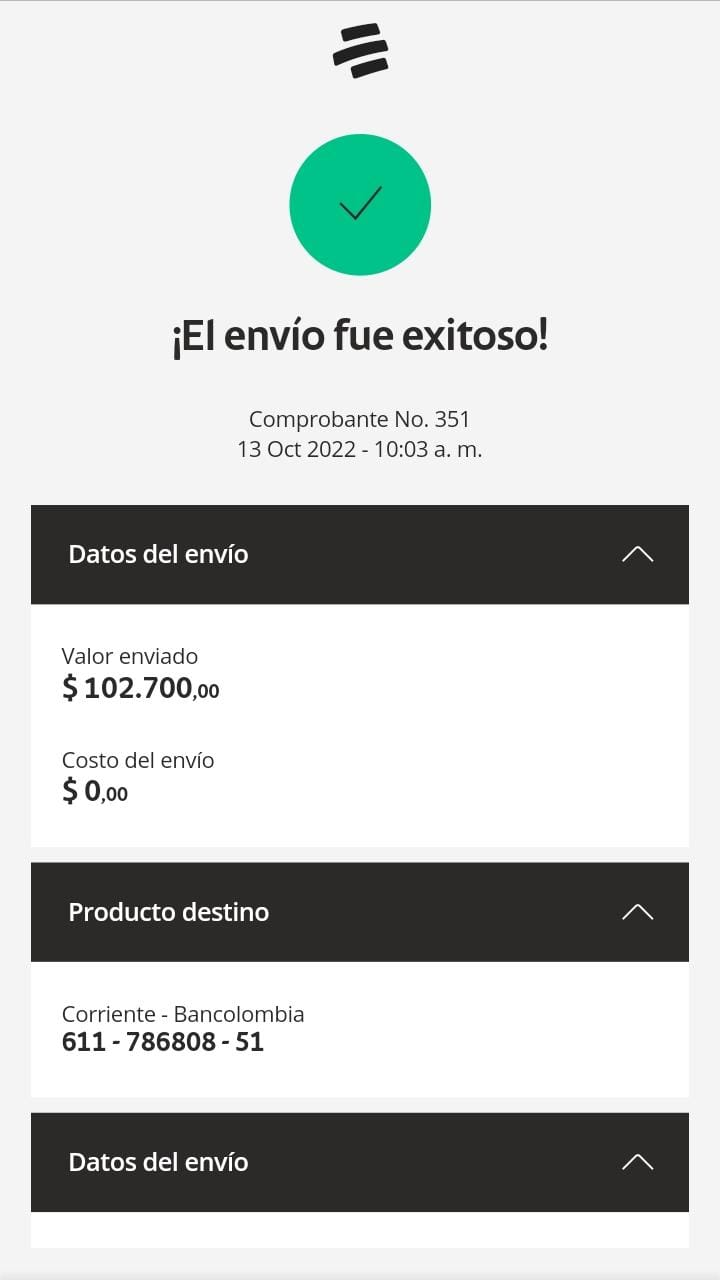 ¡El envío fue exitoso!
Comprobante No. 351
13 Oct 2022 - 10:03 a. m.
Datos del envío
Valor enviado
$ 102.700,00
Costo del envío
$ 0,00
Producto destino
Corriente - Bancolombia
611 - 786808 - 51
Datos del envío